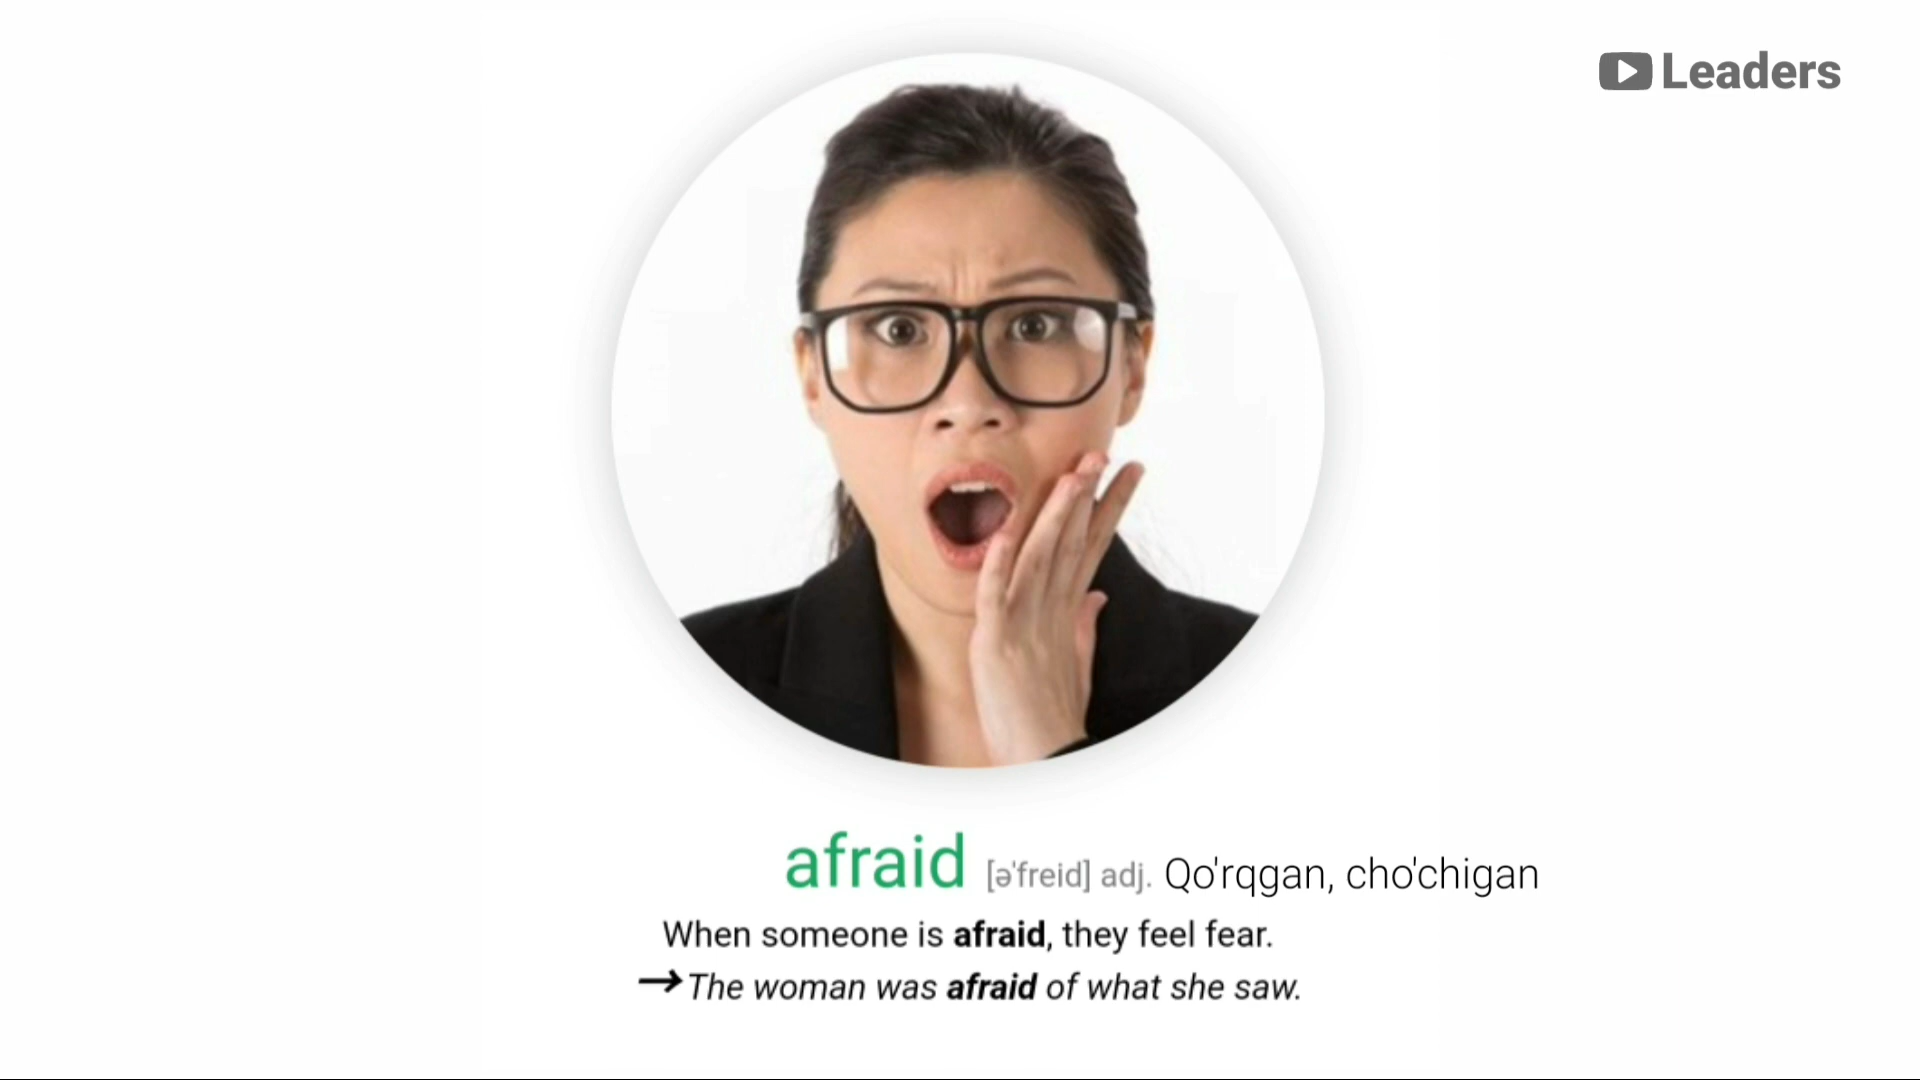 Leaders
afraid [ə'freid] adj. Qo'rqgan, cho'chigan
When someone is afraid, they feel fear.
→The woman was afraid of what she saw.